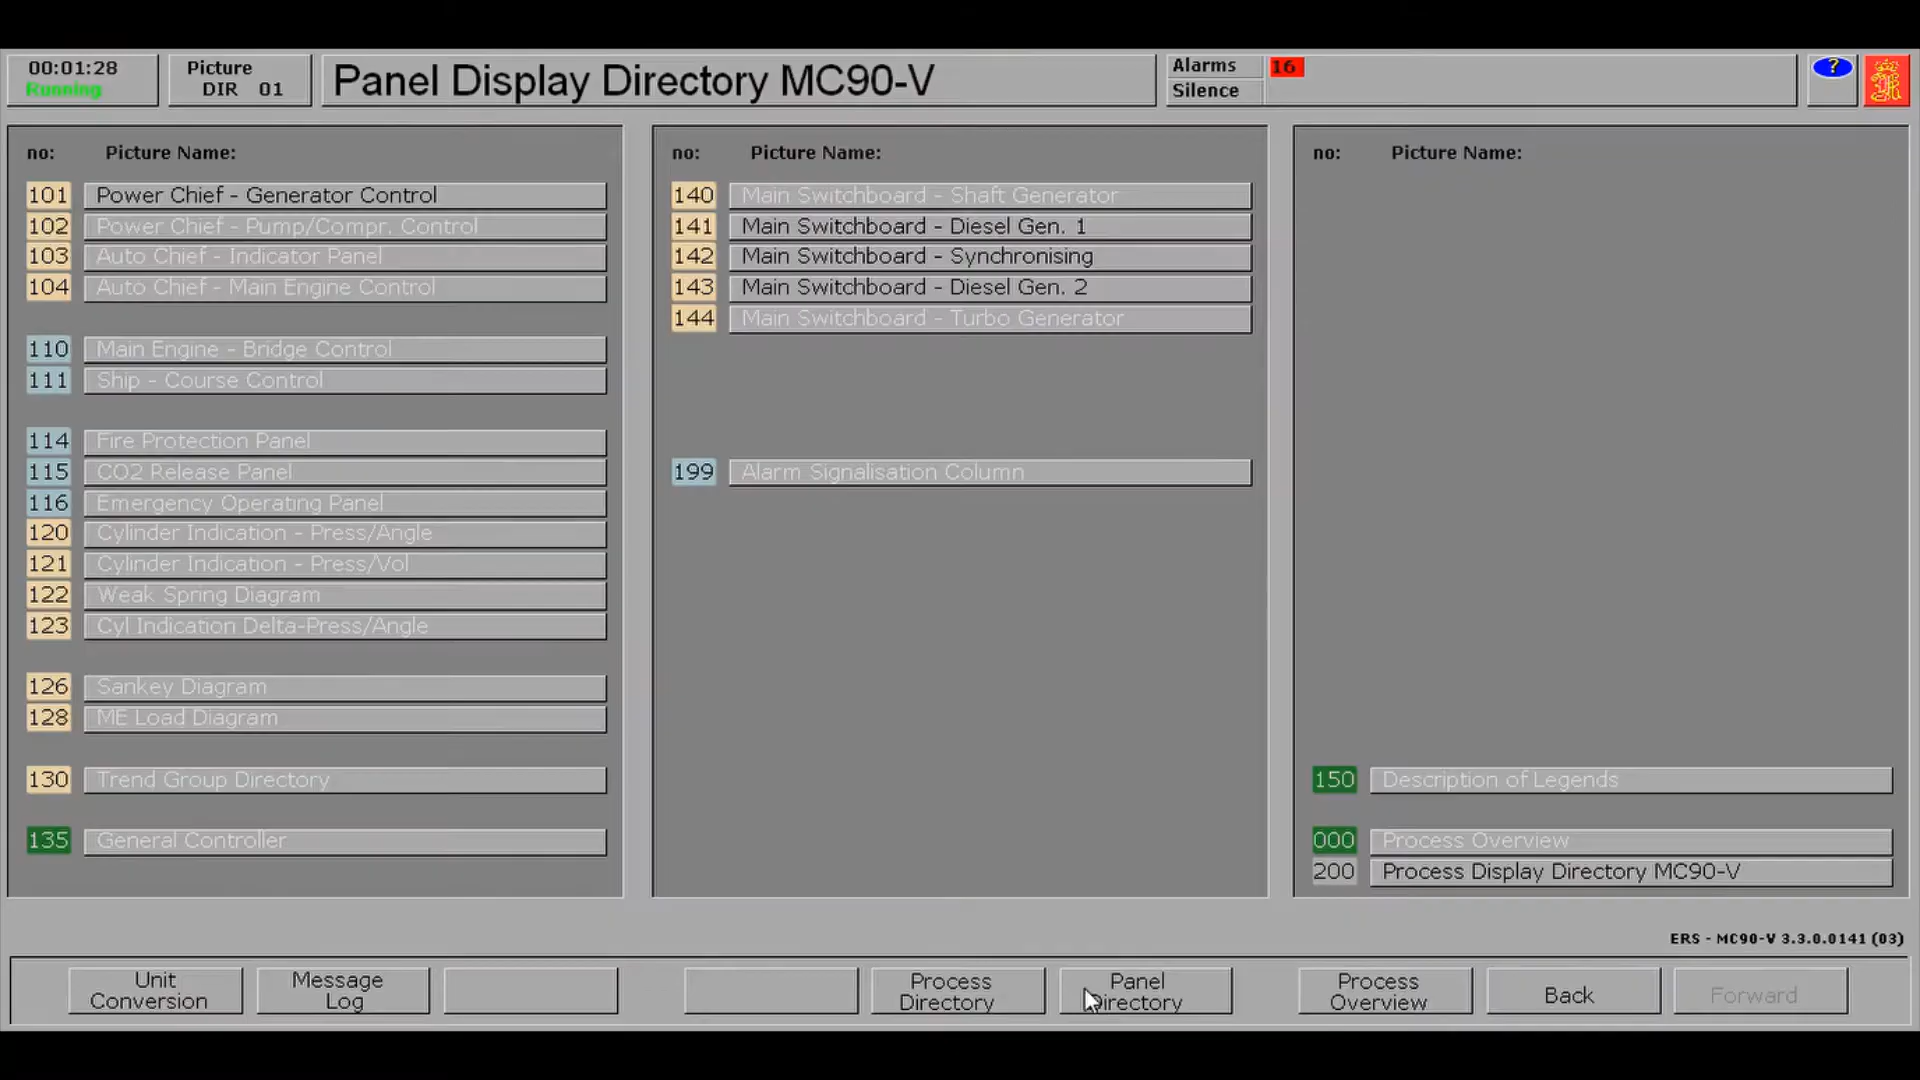 00:01:28
Running
Picture
DIR 01
Panel Display Directory MC90-V
Alarms 16
Silence
?
no: Picture Name:
101 Power Chief - Generator Control
102 Power Chief - Pump/Compr. Control
103 Auto Chief - Indicator Panel
104 Auto Chief - Main Engine Control
110 Main Engine - Bridge Control
111 Ship - Course Control
114 Fire Protection Panel
115 CO2 Release Panel
116 Emergency Operating Panel
120 Cylinder Indication - Press/Angle
121 Cylinder Indication - Press/Vol
122 Weak Spring Diagram
123 Cyl Indication Delta-Press/Angle
126 Sankey Diagram
128 ME Load Diagram
130 Trend Group Directory
135 General Controller
no: Picture Name:
140 Main Switchboard - Shaft Generator
141 Main Switchboard - Diesel Gen. 1
142 Main Switchboard - Synchronising
143 Main Switchboard - Diesel Gen. 2
144 Main Switchboard - Turbo Generator
199 Alarm Signalisation Column
no: Picture Name:
150 Description of Legends
000 Process Overview
200 Process Display Directory MC90-V
ERS - MC90-V 3.3.0.0141 (03)
Unit
Conversion
Message
Log
Process
Directory
Panel
Directory
Process
Overview
Back
Forward